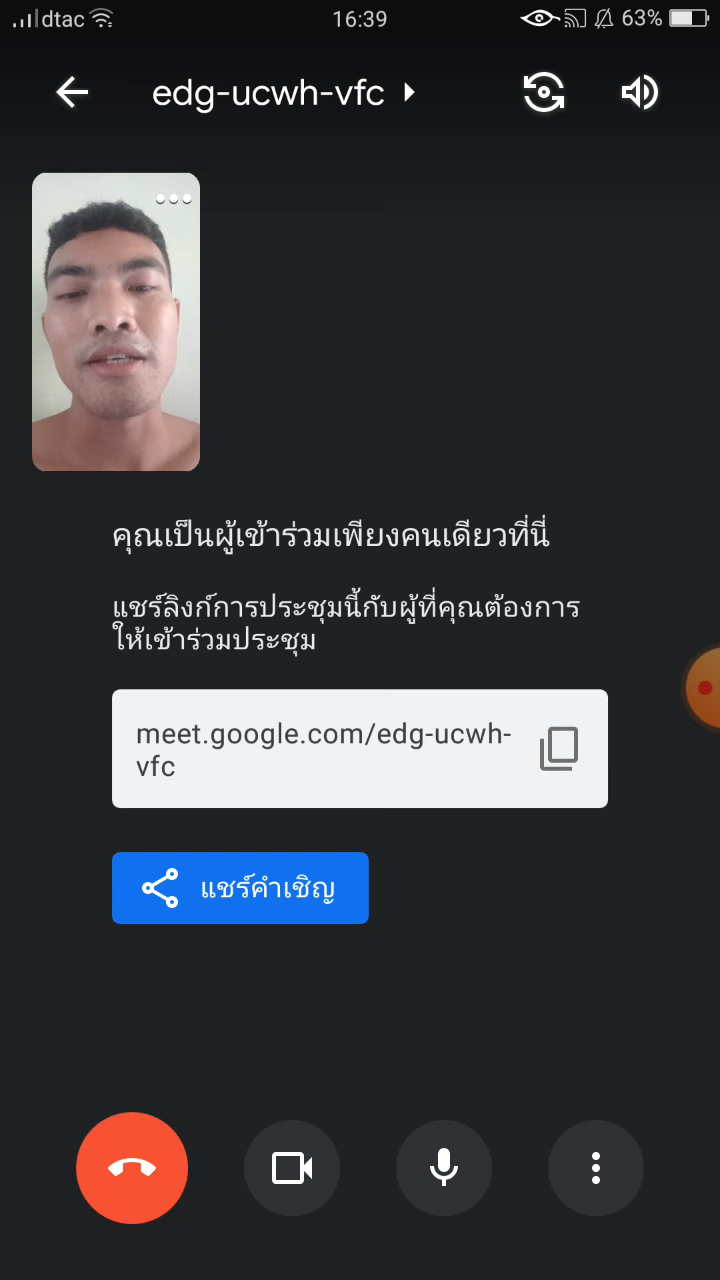 dtac 16:39 63%
edg-ucwh-vfc
คุณเป็นผู้เข้าร่วมเพียงคนเดียวที่นี่
แชร์ลิงก์การประชุมนี้กับผู้ที่คุณต้องการ
ให้เข้าร่วมประชุม
meet.google.com/edg-ucwh-
vfc
แชร์คำเชิญ